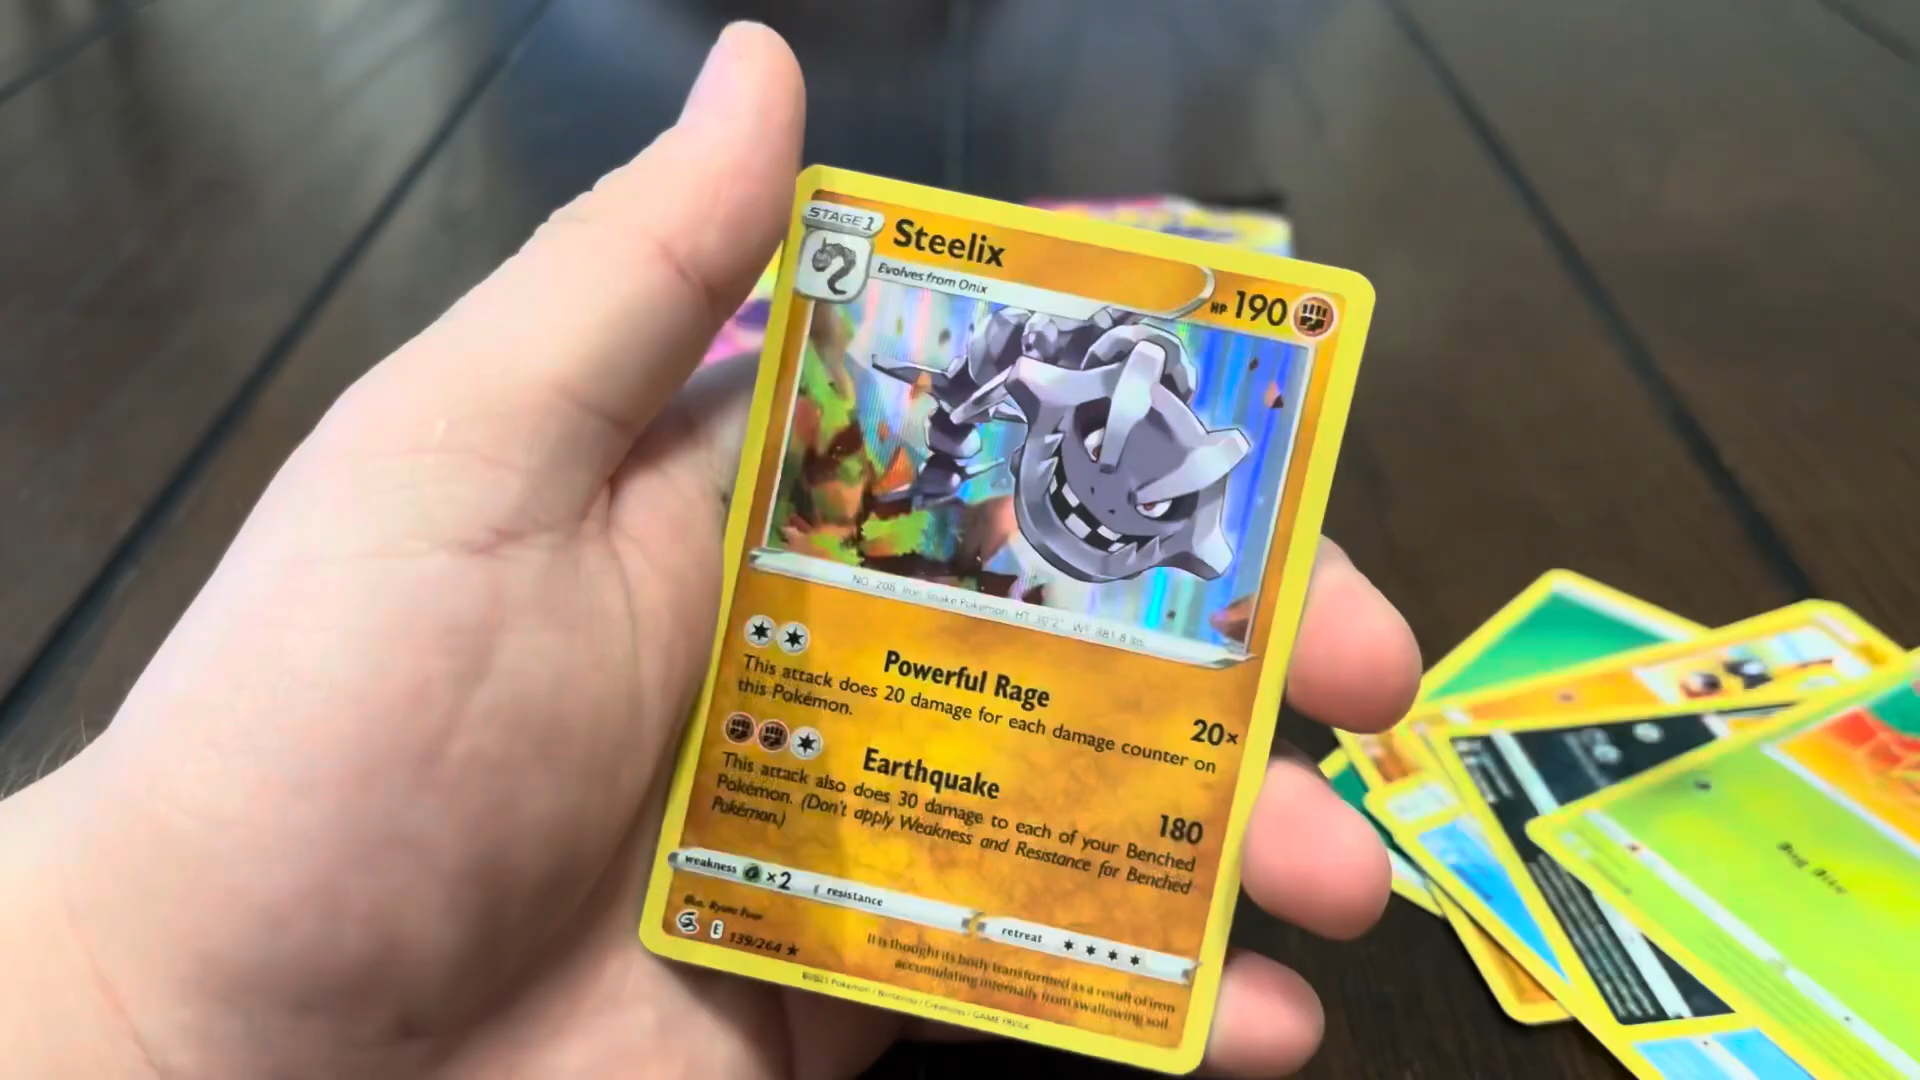 STAGE 1
Steelix
Evolves from Onix
HP 190
NO. 208 Iron Snake Pokémon HT 30'2" WT 881.8 lbs.
Powerful Rage
20×
This attack does 20 damage for each damage counter on
this Pokémon.
Earthquake
180
This attack also does 30 damage to each of your Benched
Pokémon. (Don't apply Weakness and Resistance for Benched
Pokémon.)
weakness ×2 resistance retreat
Illus.
E 139/264 ★
It is thought its body transformed as a result of iron
accumulating internally from swallowing soil.
©2021 Pokémon / Nintendo / Creatures / GAME FREAK
Bug Bite